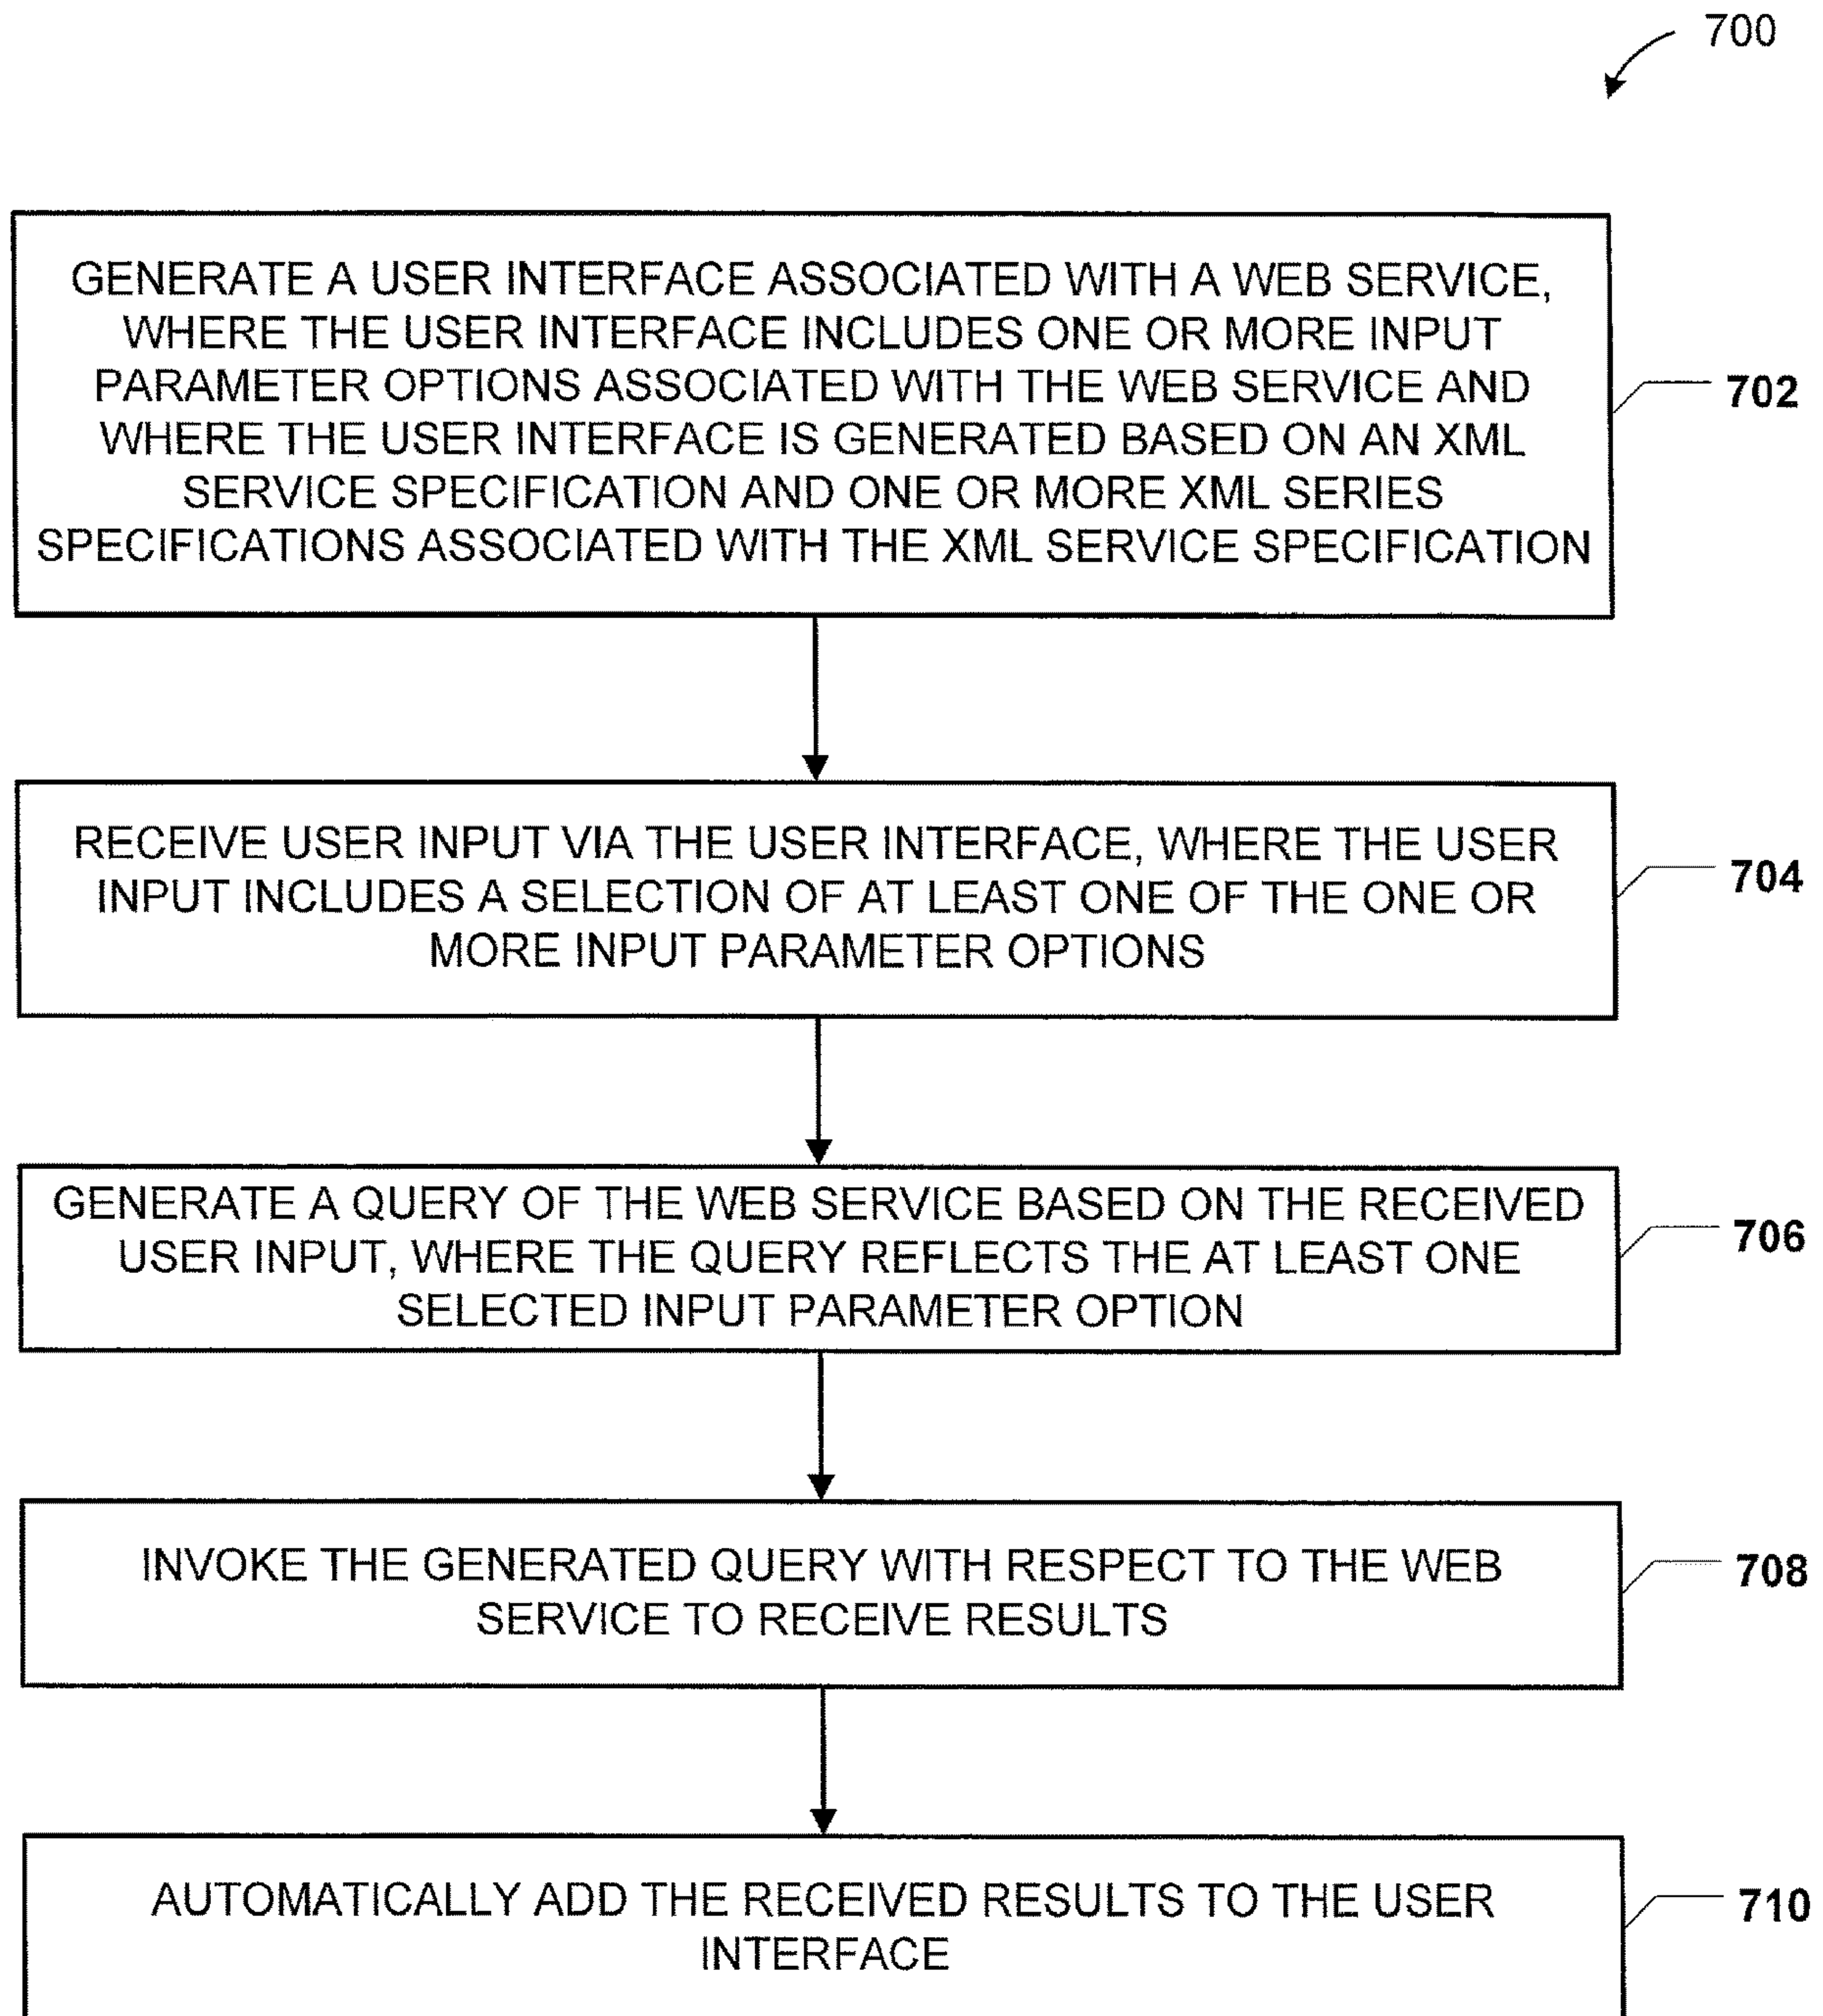 700
GENERATE A USER INTERFACE ASSOCIATED WITH A WEB SERVICE,
WHERE THE USER INTERFACE INCLUDES ONE OR MORE INPUT
PARAMETER OPTIONS ASSOCIATED WITH THE WEB SERVICE AND
WHERE THE USER INTERFACE IS GENERATED BASED ON AN XML
SERVICE SPECIFICATION AND ONE OR MORE XML SERIES
SPECIFICATIONS ASSOCIATED WITH THE XML SERVICE SPECIFICATION
702
RECEIVE USER INPUT VIA THE USER INTERFACE, WHERE THE USER
INPUT INCLUDES A SELECTION OF AT LEAST ONE OF THE ONE OR
MORE INPUT PARAMETER OPTIONS
704
GENERATE A QUERY OF THE WEB SERVICE BASED ON THE RECEIVED
USER INPUT, WHERE THE QUERY REFLECTS THE AT LEAST ONE
SELECTED INPUT PARAMETER OPTION
706
INVOKE THE GENERATED QUERY WITH RESPECT TO THE WEB
SERVICE TO RECEIVE RESULTS
708
AUTOMATICALLY ADD THE RECEIVED RESULTS TO THE USER
INTERFACE
710